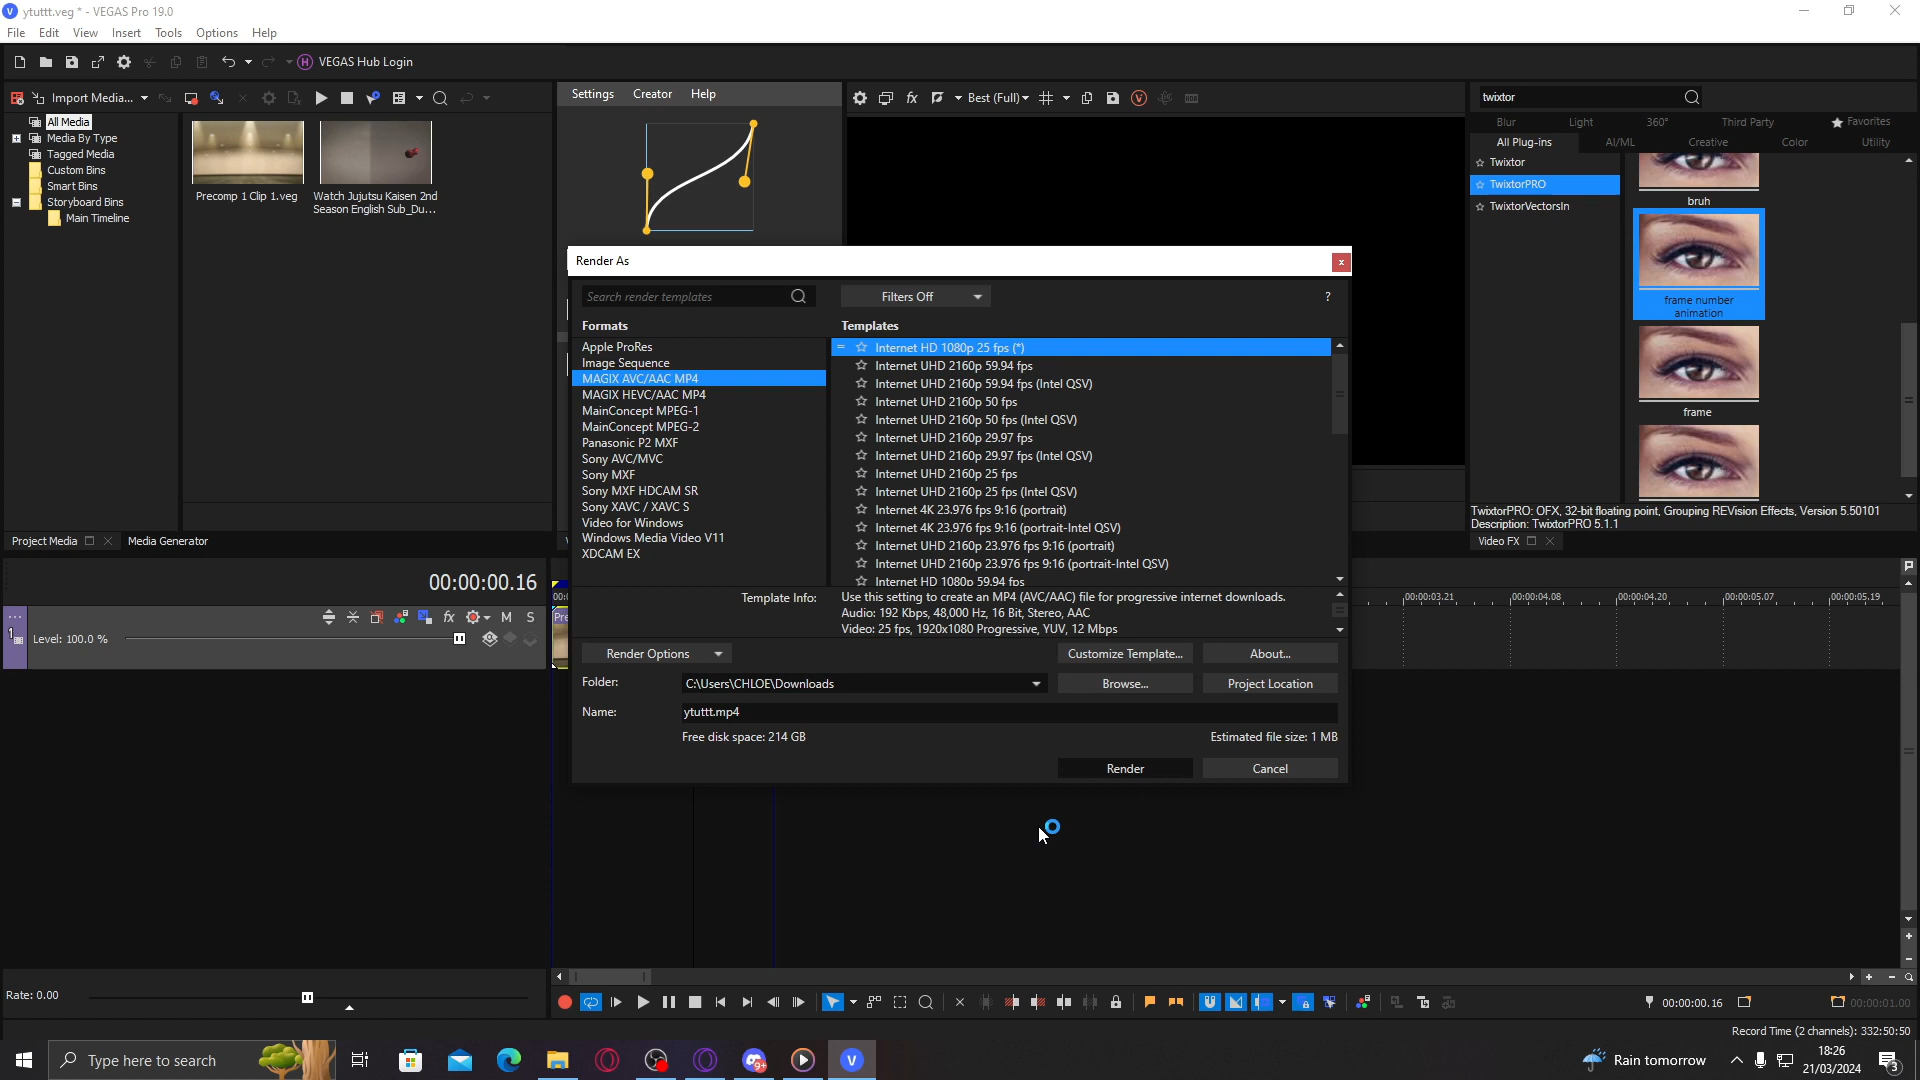 ytuttt.veg * - VEGAS Pro 19.0
File Edit View Insert Tools Options Help
VEGAS Hub Login
Import Media...
Settings Creator Help
Best (Full)
twixtor
Blur Light 360° Third Party Favorites
All Plug-ins AI/ML Creative Color Utility
All Media
Media By Type
Tagged Media
Custom Bins
Smart Bins
Storyboard Bins
Main Timeline
Precomp 1 Clip 1.veg
Watch Jujutsu Kaisen 2nd
Season English Sub_Du...
Twixtor
TwixtorPRO
TwixtorVectorsIn
bruh
frame number
animation
frame
Render As
Search render templates
Filters Off
?
Formats
Templates
Apple ProRes
Image Sequence
MAGIX AVC/AAC MP4
MAGIX HEVC/AAC MP4
MainConcept MPEG-1
MainConcept MPEG-2
Panasonic P2 MXF
Sony AVC/MVC
Sony MXF
Sony MXF HDCAM SR
Sony XAVC / XAVC S
Video for Windows
Windows Media Video V11
XDCAM EX
Internet HD 1080p 25 fps (*)
Internet UHD 2160p 59.94 fps
Internet UHD 2160p 59.94 fps (Intel QSV)
Internet UHD 2160p 50 fps
Internet UHD 2160p 50 fps (Intel QSV)
Internet UHD 2160p 29.97 fps
Internet UHD 2160p 29.97 fps (Intel QSV)
Internet UHD 2160p 25 fps
Internet UHD 2160p 25 fps (Intel QSV)
Internet 4K 23.976 fps 9:16 (portrait)
Internet 4K 23.976 fps 9:16 (portrait-Intel QSV)
Internet UHD 2160p 23.976 fps 9:16 (portrait)
Internet UHD 2160p 23.976 fps 9:16 (portrait-Intel QSV)
Internet HD 1080p 59.94 fps
Template Info:
Use this setting to create an MP4 (AVC/AAC) file for progressive internet downloads.
Audio: 192 Kbps, 48,000 Hz, 16 Bit, Stereo, AAC
Video: 25 fps, 1920x1080 Progressive, YUV, 12 Mbps
Render Options
Customize Template...
About...
Folder:
C:\Users\CHLOE\Downloads
Browse...
Project Location
Name:
ytuttt.mp4
Free disk space: 214 GB
Estimated file size: 1 MB
Render
Cancel
TwixtorPRO: OFX, 32-bit floating point, Grouping REVision Effects, Version 5.50101
Description: TwixtorPRO 5.1.1
Project Media
Media Generator
Video FX
00:00:00.16
00:00:03.21 00:00:04.08 00:00:04.20 00:00:05.07 00:00:05.19
1
M S
Level: 100.0 %
Rate: 0.00
00:00:00.16
00:00:01.00
Record Time (2 channels): 332:50:50
Type here to search
Rain tomorrow
18:26
21/03/2024
3